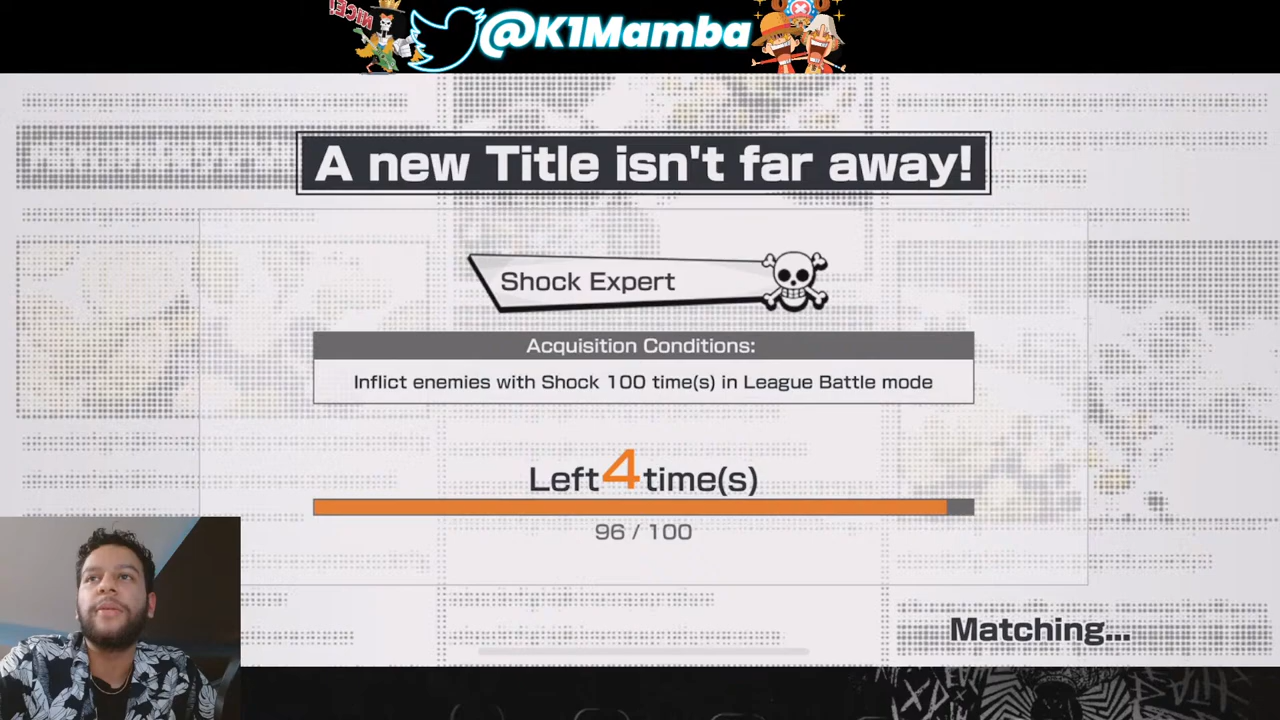 NICE!
@K1Mamba
A new Title isn't far away!
Shock Expert
Acquisition Conditions:
Inflict enemies with Shock 100 time(s) in League Battle mode
Left 4 time(s)
96 / 100
Matching...